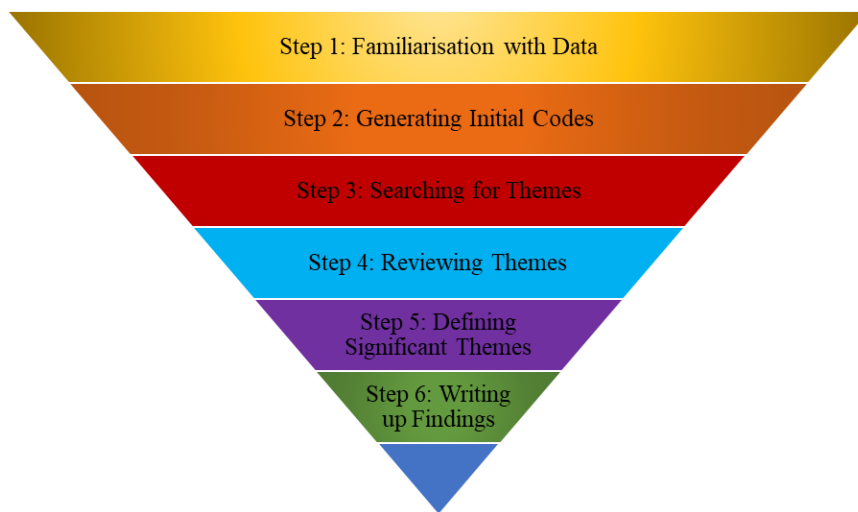 Step 1: Familiarisation with Data
Step 2: Generating Initial Codes
Step 3: Searching for Themes
Step 4: Reviewing Themes
Step 5: Defining
Significant Themes
Step 6: Writing
up Findings